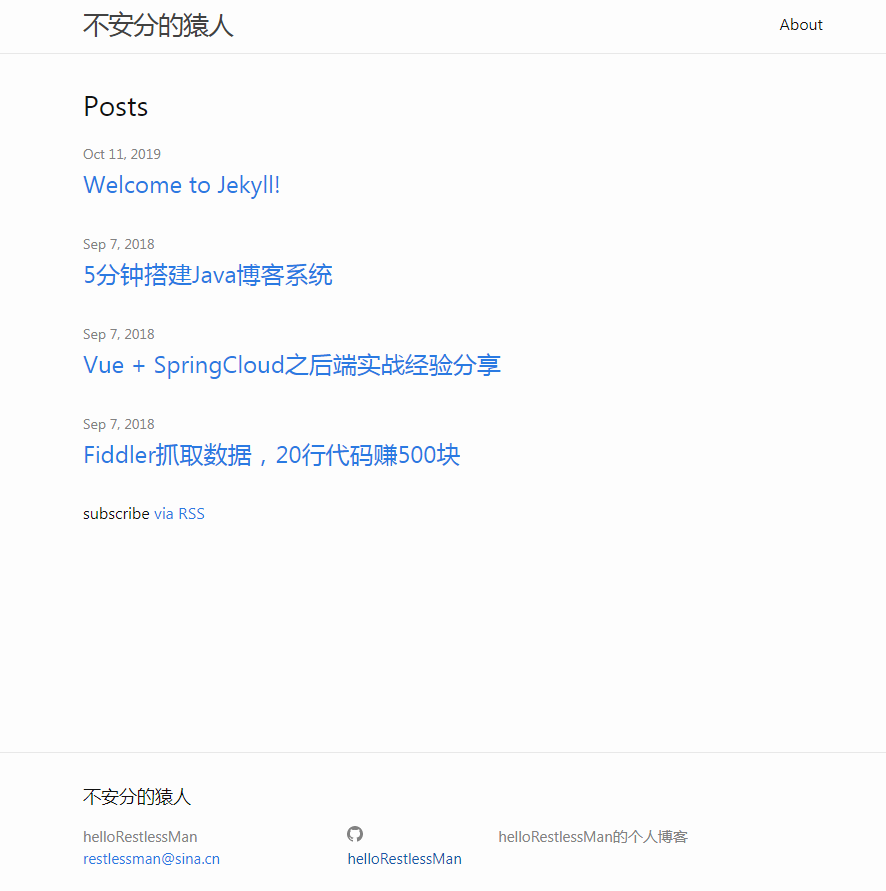 不安分的猿人
About
Posts
Oct 11, 2019
Welcome to Jekyll!
Sep 7, 2018
5分钟搭建Java博客系统
Sep 7, 2018
Vue + SpringCloud之后端实战经验分享
Sep 7, 2018
Fiddler抓取数据，20行代码赚500块
subscribe via RSS
不安分的猿人
helloRestlessMan
restlessman@sina.cn
helloRestlessMan
helloRestlessMan的个人博客